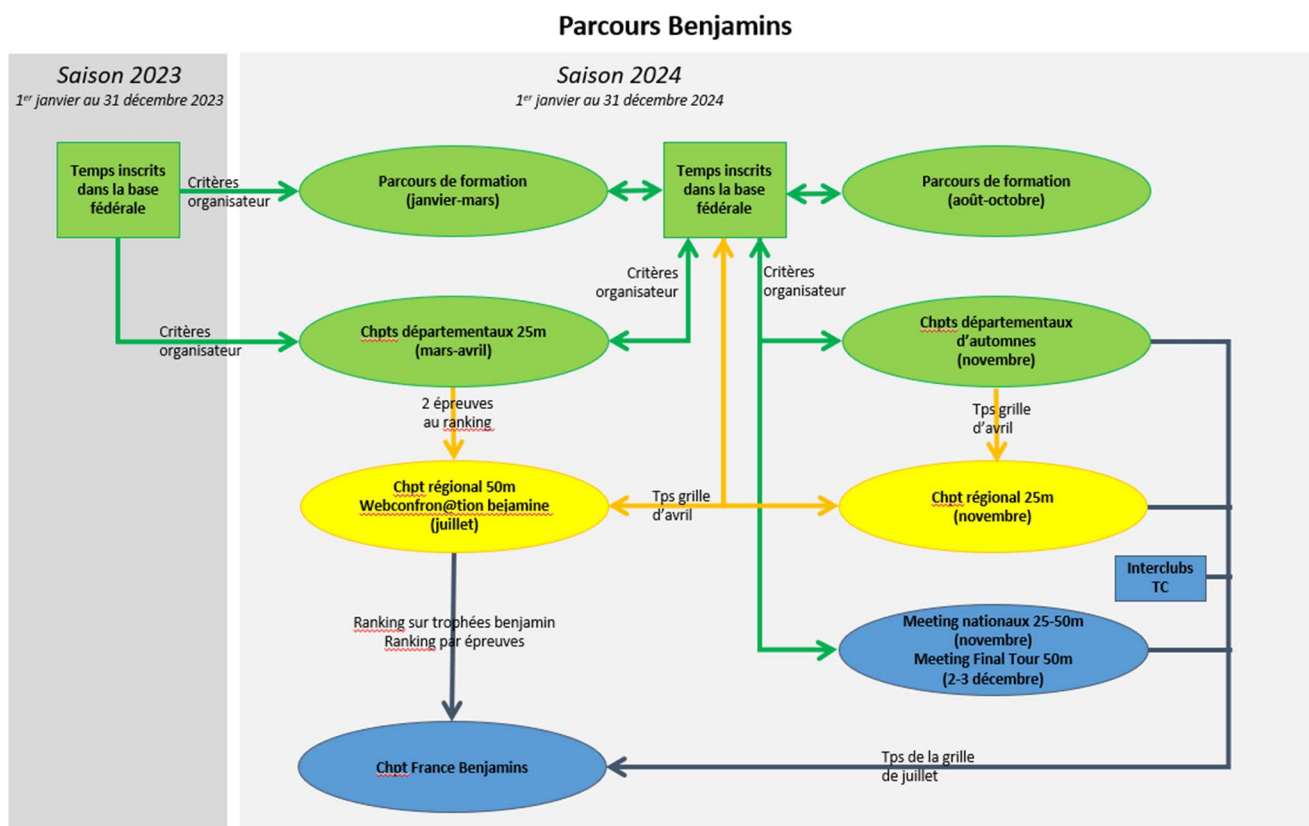 Parcours Benjamins
Saison 2023
1er janvier au 31 décembre 2023
Saison 2024
1er janvier au 31 décembre 2024
Temps inscrits
dans la base
fédérale
Critères
organisateur
Parcours de formation
(janvier-mars)
Temps inscrits
dans la base
fédérale
Parcours de formation
(août-octobre)
Critères
organisateur
Critères
organisateur
Critères
organisateur
Chpts départementaux 25m
(mars-avril)
Chpts départementaux
d'automnes
(novembre)
2 épreuves
au ranking
Tps grille
d'avril
Chpt régional 50m
Webconfron@tion bejamine
(juillet)
Tps grille
d'avril
Chpt régional 25m
(novembre)
Interclubs
TC
Ranking sur trophées benjamin
Ranking par épreuves
Meeting nationaux 25-50m
(novembre)
Meeting Final Tour 50m
(2-3 décembre)
Chpt France Benjamins
Tps de la grille
de juillet